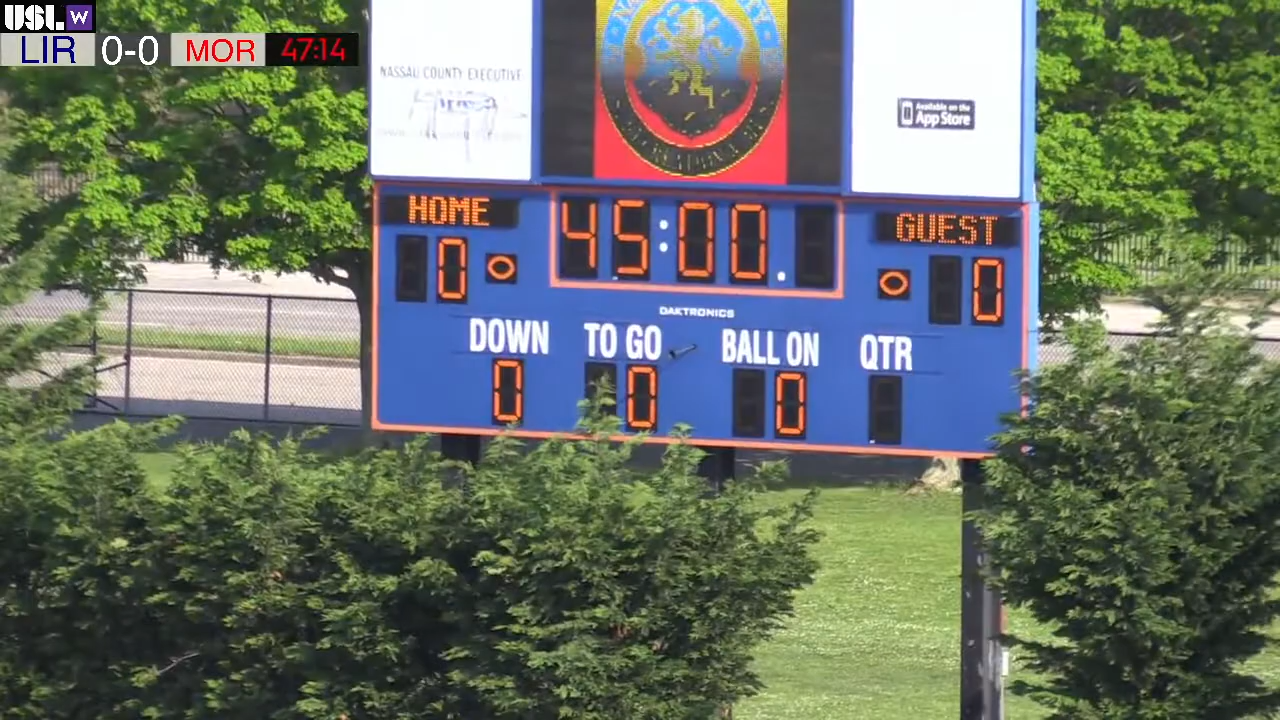 USL W
LIR 0-0 MOR 47:14
NASSAU COUNTY EXECUTIVE
Available on the
App Store
HOME 45:00. GUEST
0 0
DAKTRONICS
DOWN TO GO BALL ON QTR
0 0 0